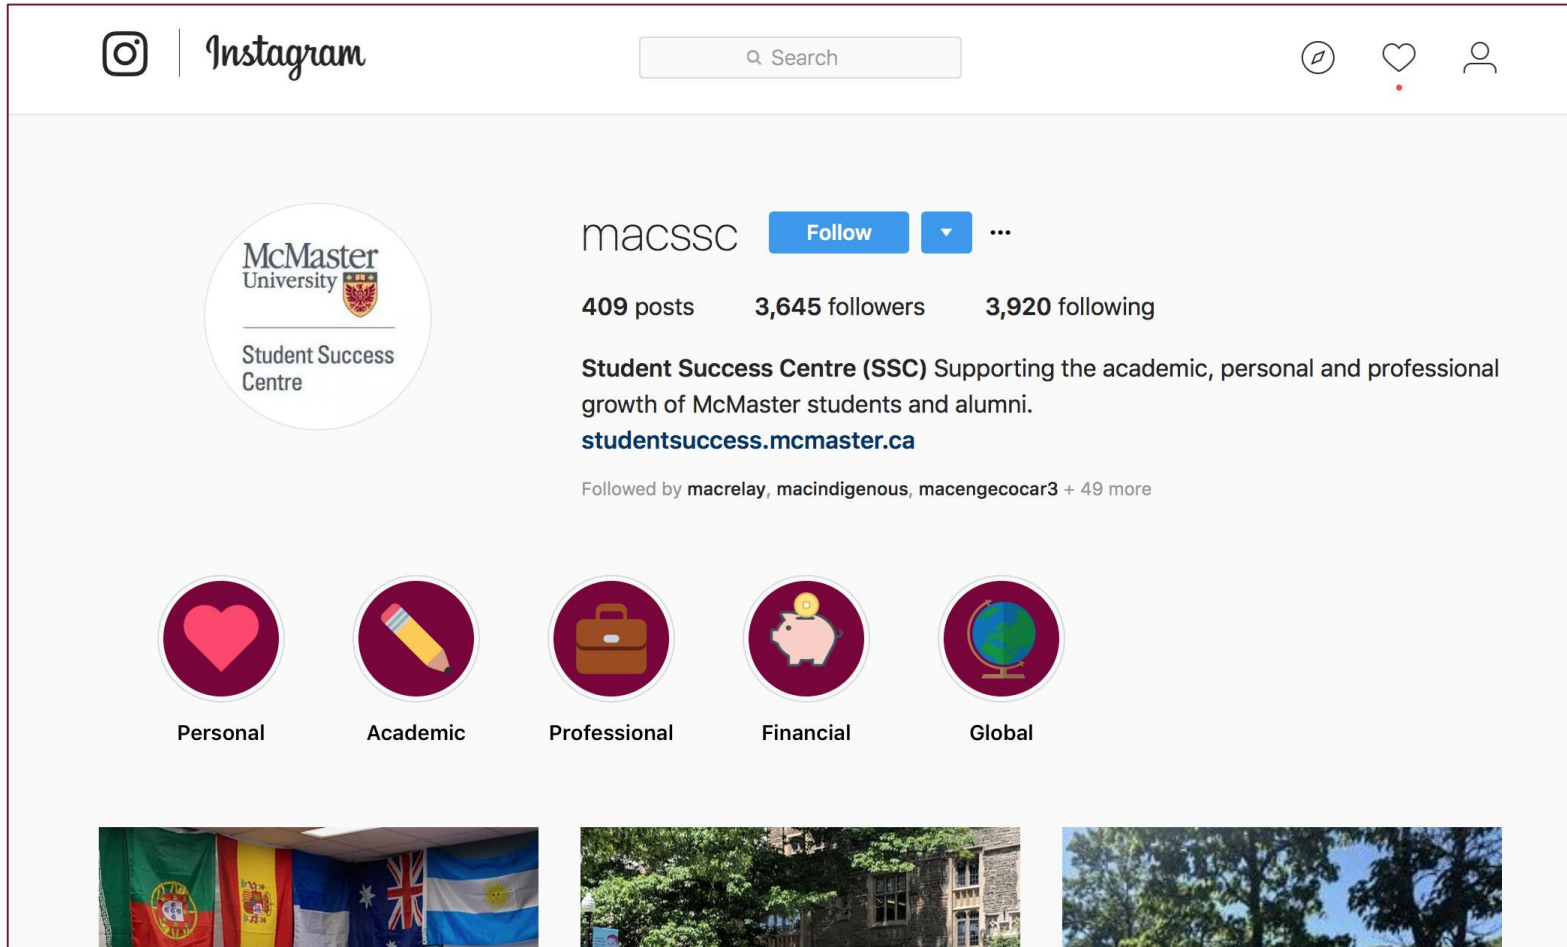 Instagram
Search
McMaster
University
Student Success
Centre
macssc Follow
409 posts 3,645 followers 3,920 following
Student Success Centre (SSC) Supporting the academic, personal and professional
growth of McMaster students and alumni.
studentsuccess.mcmaster.ca
Followed by macrelay, macindigenous, macengecocar3 + 49 more
Personal Academic Professional Financial Global